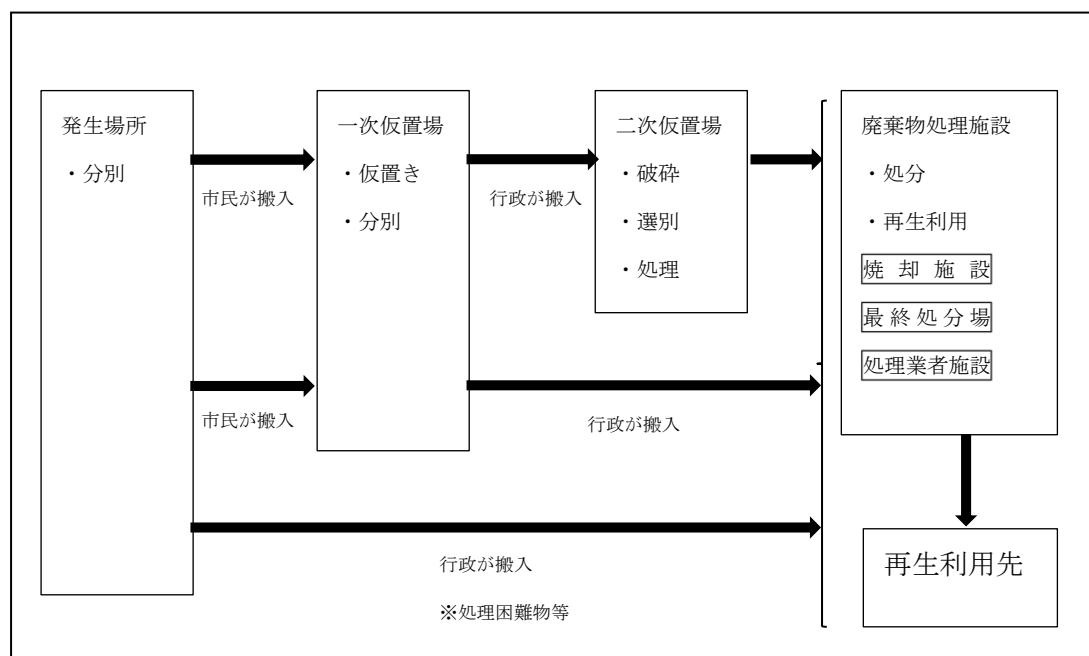 発生場所
・分別
市民が搬入
市民が搬入
一次仮置場
・仮置き
・分別
行政が搬入
二次仮置場
・破砕
・選別
・処理
行政が搬入
行政が搬入
※処理困難物等
廃棄物処理施設
・処分
・再生利用
焼却施設
最終処分場
処理業者施設
再生利用先